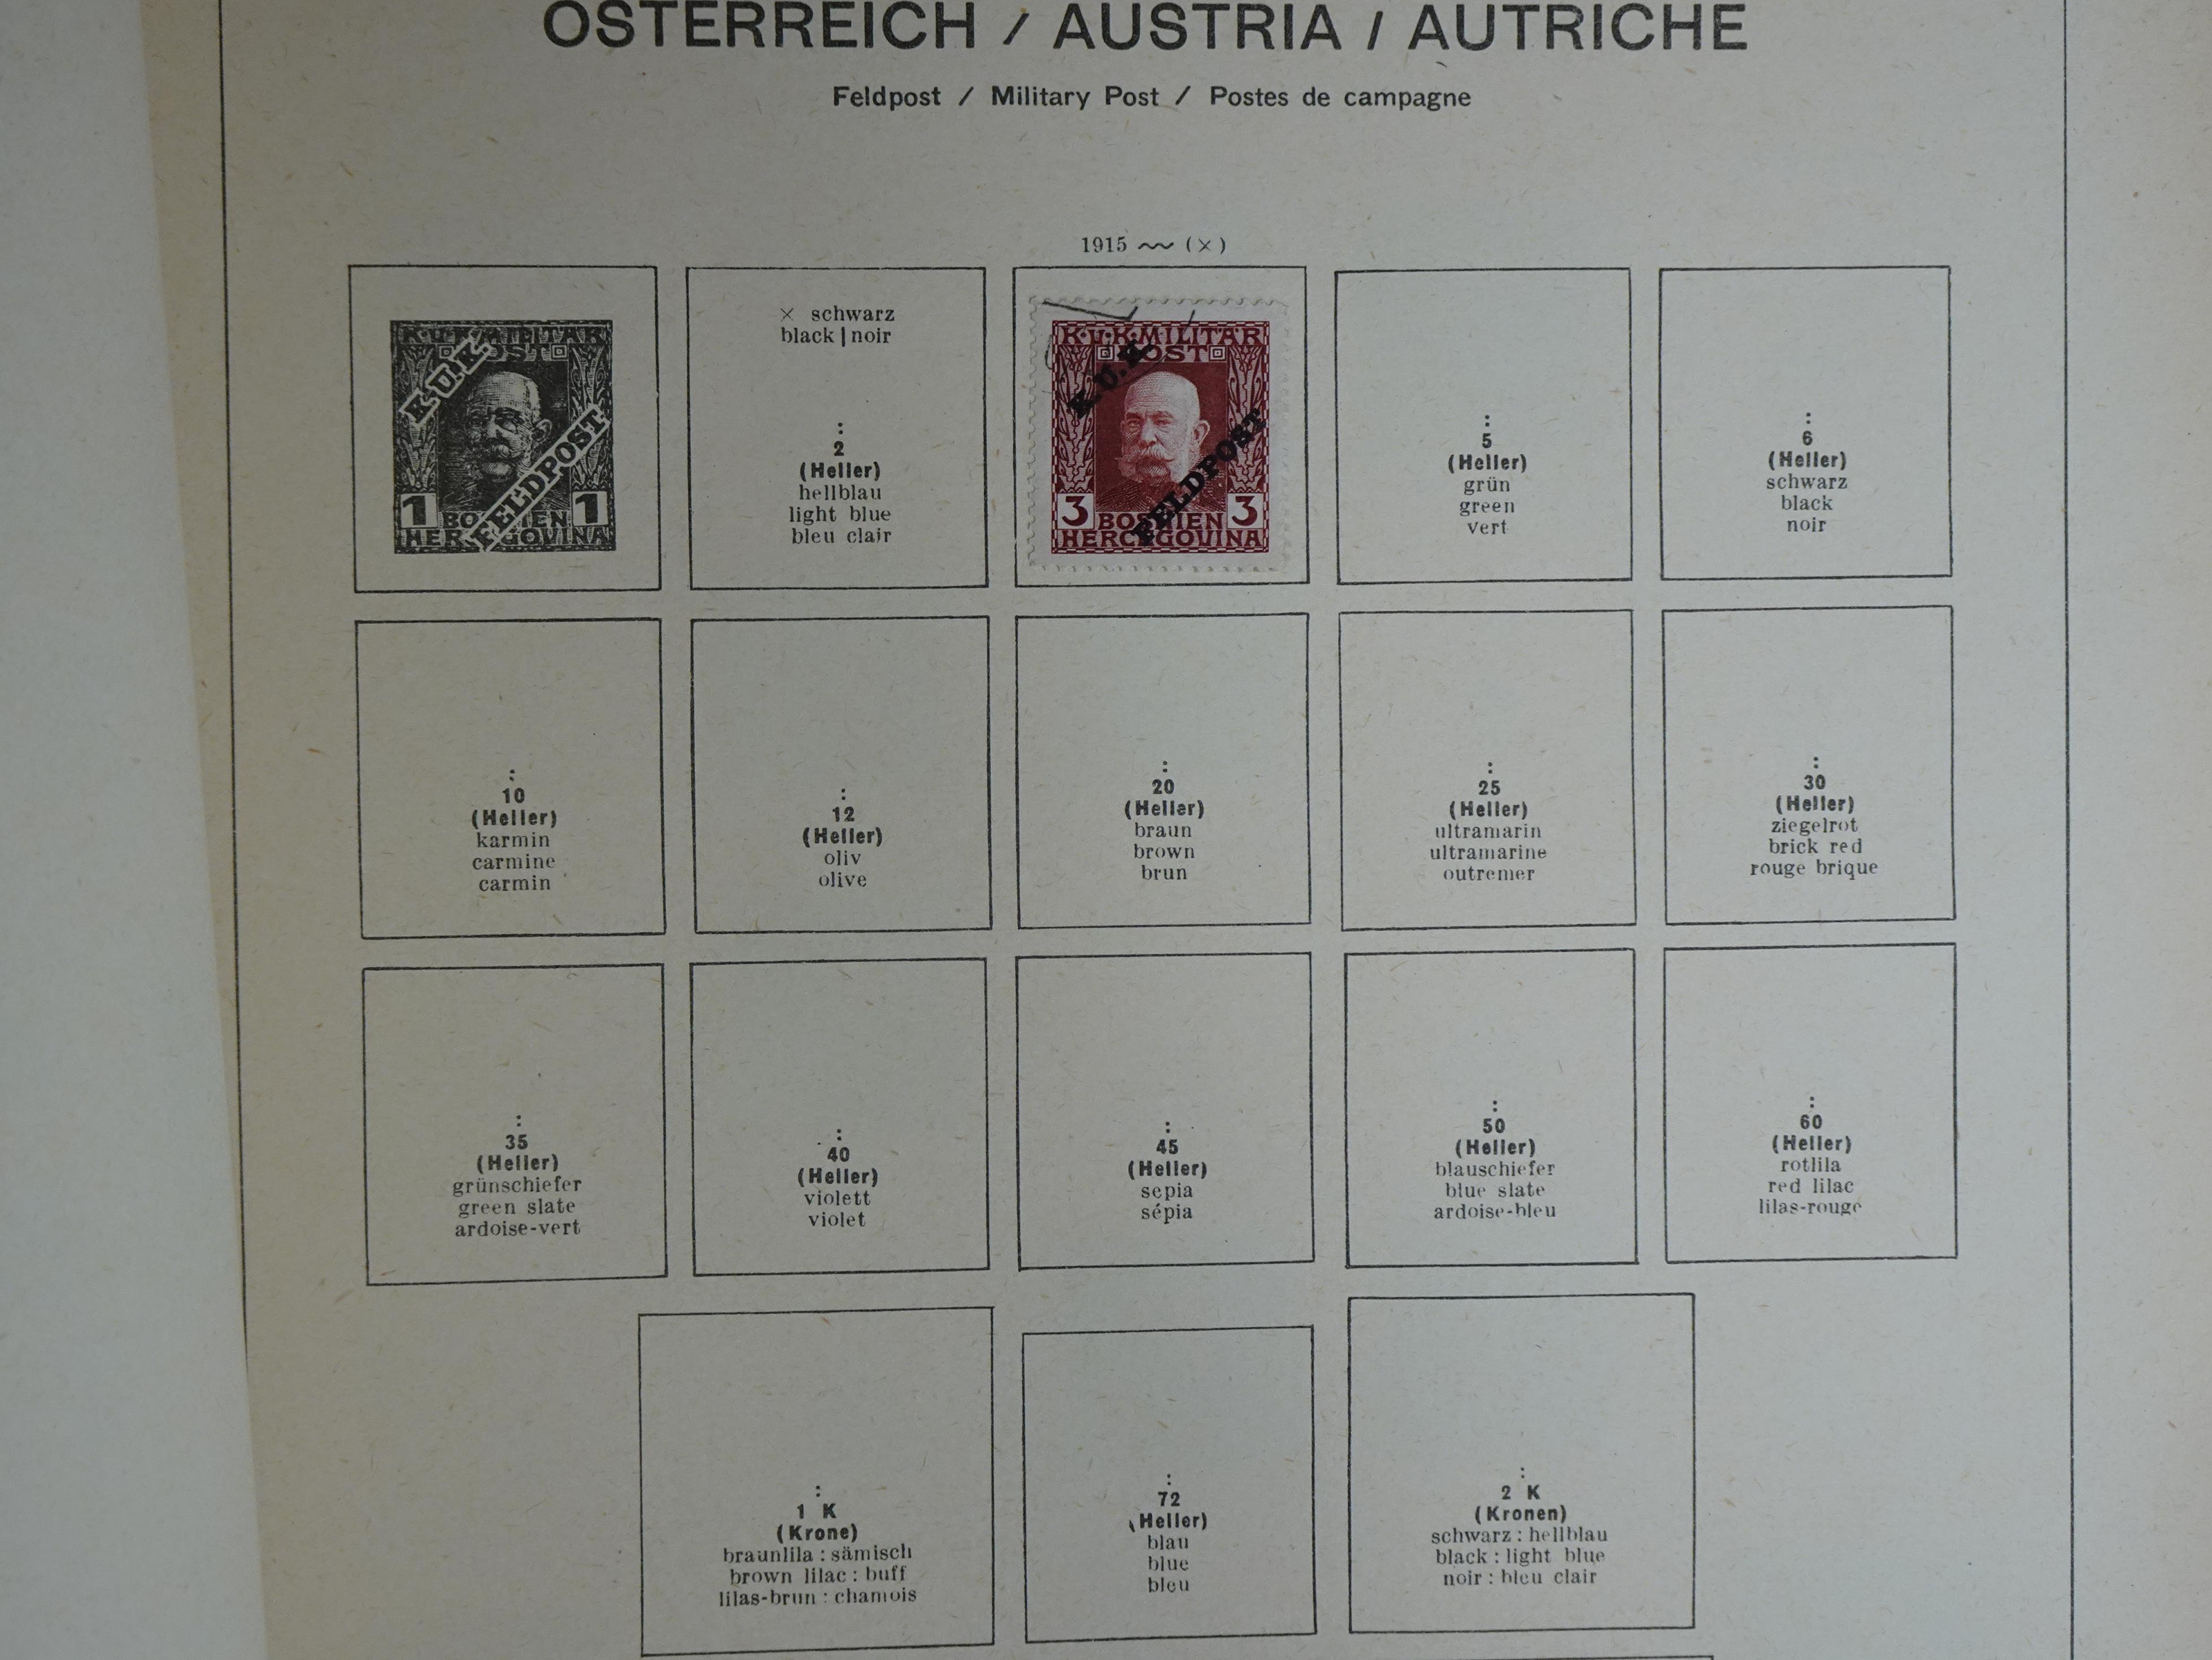 ÖSTERREICH / AUSTRIA / AUTRICHE
Feldpost / Military Post / Postes de campagne
1915 (×)
K.u.K. MILITÄR
POST
K.U.K.
FELDPOST
1 BOSNIEN 1
HERCEGOVINA
× schwarz
black | noir
:
2
(Heller)
hellblau
light blue
bleu clair
K.u.K. MILITÄR
POST
K.U.K.
FELDPOST
3 BOSNIEN 3
HERCEGOVINA
:
5
(Heller)
grün
green
vert
:
6
(Heller)
schwarz
black
noir
:
10
(Heller)
karmin
carmine
carmin
:
12
(Heller)
oliv
olive
:
20
(Heller)
braun
brown
brun
:
25
(Heller)
ultramarin
ultramarine
outremer
:
30
(Heller)
ziegelrot
brick red
rouge brique
:
35
(Heller)
grünschiefer
green slate
ardoise-vert
:
40
(Heller)
violett
violet
:
45
(Heller)
sepia
sépia
:
50
(Heller)
blauschiefer
blue slate
ardoise-bleu
:
60
(Heller)
rotlila
red lilac
lilas-rouge
:
1 K
(Krone)
braunlila : sämisch
brown lilac : buff
lilas-brun : chamois
:
72
(Heller)
blau
blue
bleu
:
2 K
(Kronen)
schwarz : hellblau
black : light blue
noir : bleu clair